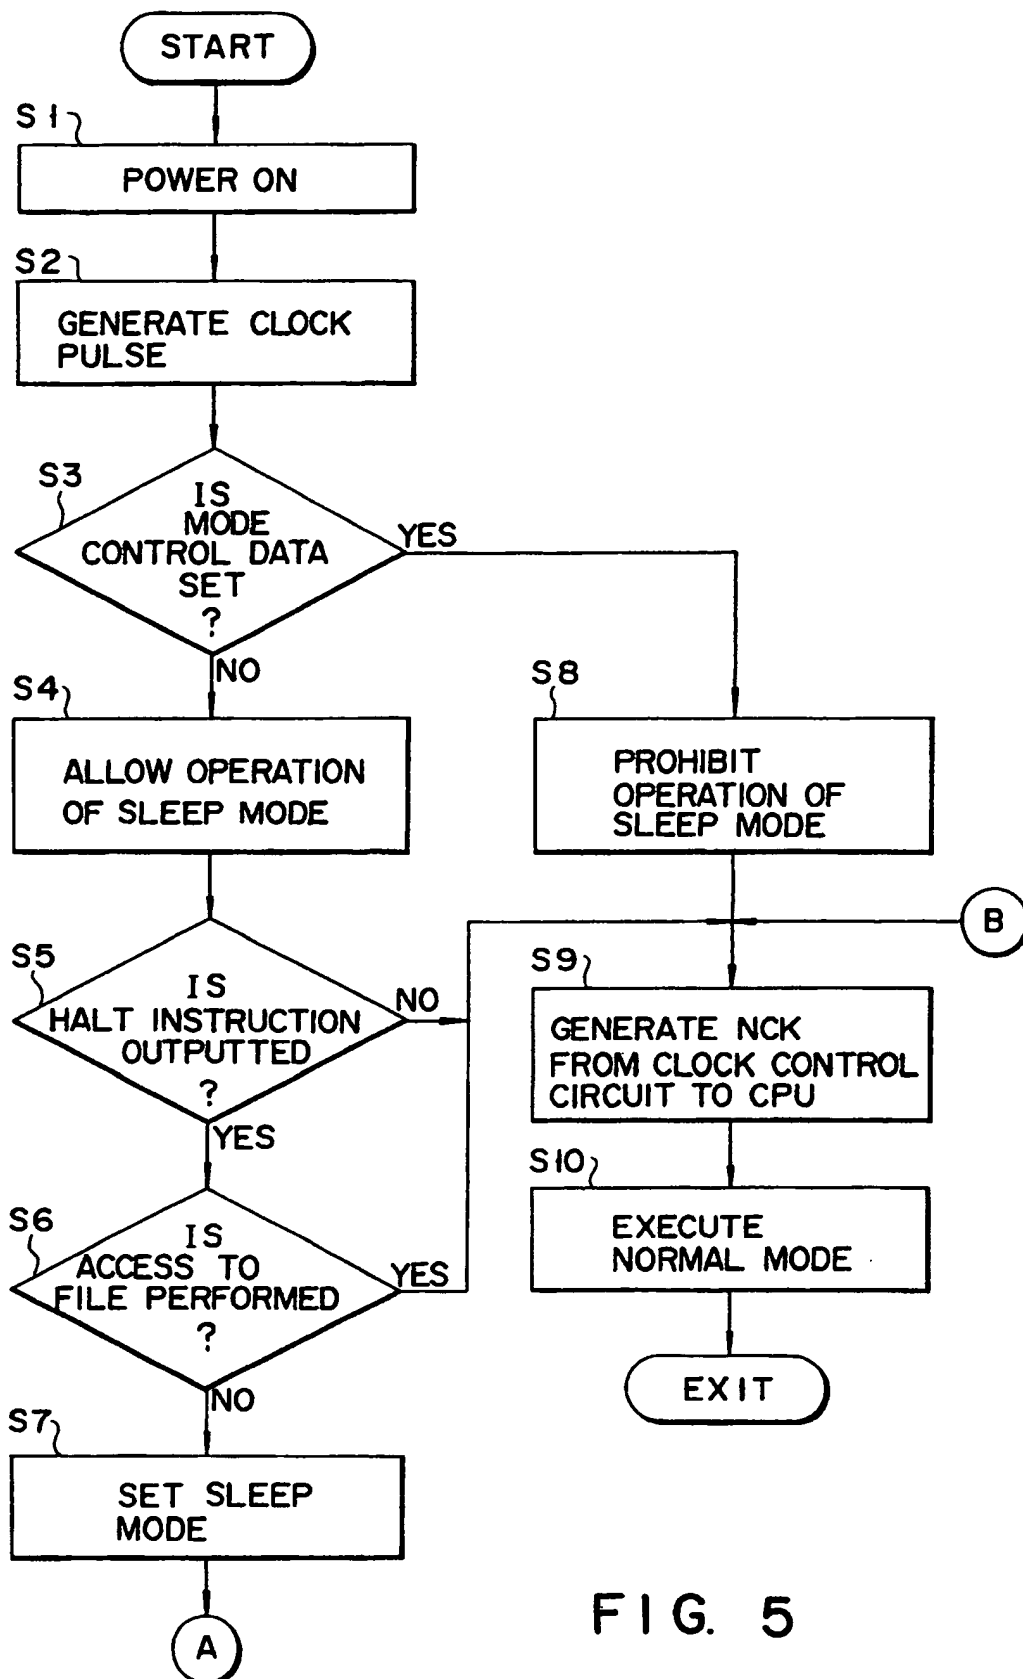 START
S1
POWER ON
S2
GENERATE CLOCK
PULSE
S3
IS
MODE
CONTROL DATA
SET
?
YES
NO
S4
ALLOW OPERATION
OF SLEEP MODE
S8
PROHIBIT
OPERATION OF
SLEEP MODE
B
S5
IS
HALT INSTRUCTION
OUTPUTTED
?
NO
YES
S9
GENERATE NCK
FROM CLOCK CONTROL
CIRCUIT TO CPU
S6
IS
ACCESS TO
FILE PERFORMED
?
YES
NO
S10
EXECUTE
NORMAL MODE
EXIT
S7
SET SLEEP
MODE
A
FIG. 5